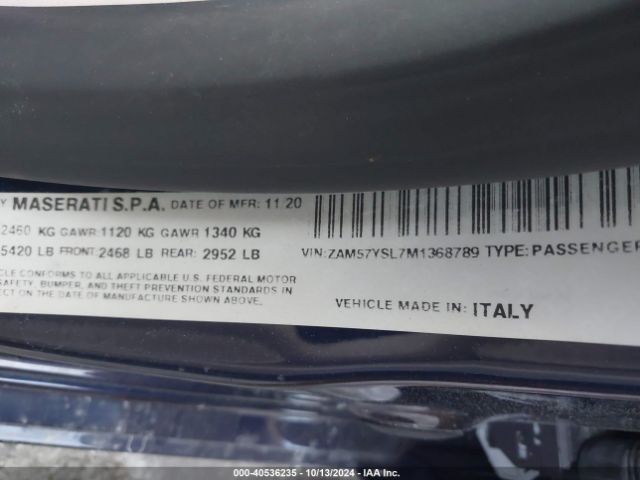 Y MASERATI S.P.A. DATE OF MFR: 11 20
2460 KG GAWR 1120 KG GAWR 1340 KG
5420 LB FRONT: 2468 LB REAR: 2952 LB
VIN: ZAM57YSL7M1368789 TYPE: PASSENGER
CLE CONFORMS TO ALL APPLICABLE U.S. FEDERAL MOTOR
SAFETY, BUMPER, AND THEFT PREVENTION STANDARDS IN
ECT ON THE DATE OF MANUFACTURE SHOWN ABOVE.
VEHICLE MADE IN: ITALY
000-40536235 - 10/13/2024 - IAA Inc.